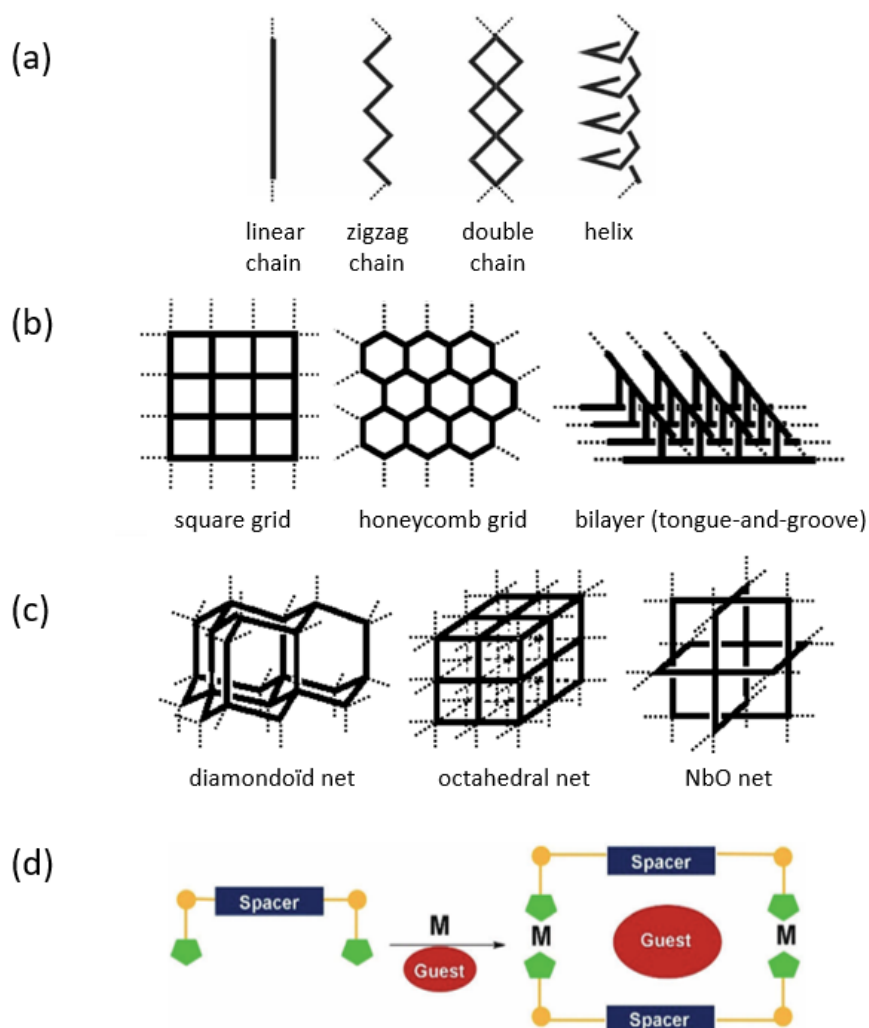 (a)
linear chain
zigzag chain
double chain
helix
(b)
square grid
honeycomb grid
bilayer (tongue-and-groove)
(c)
diamondoïd net
octahedral net
NbO net
(d)
Spacer
M
Guest
Spacer
M
Guest
M
Spacer